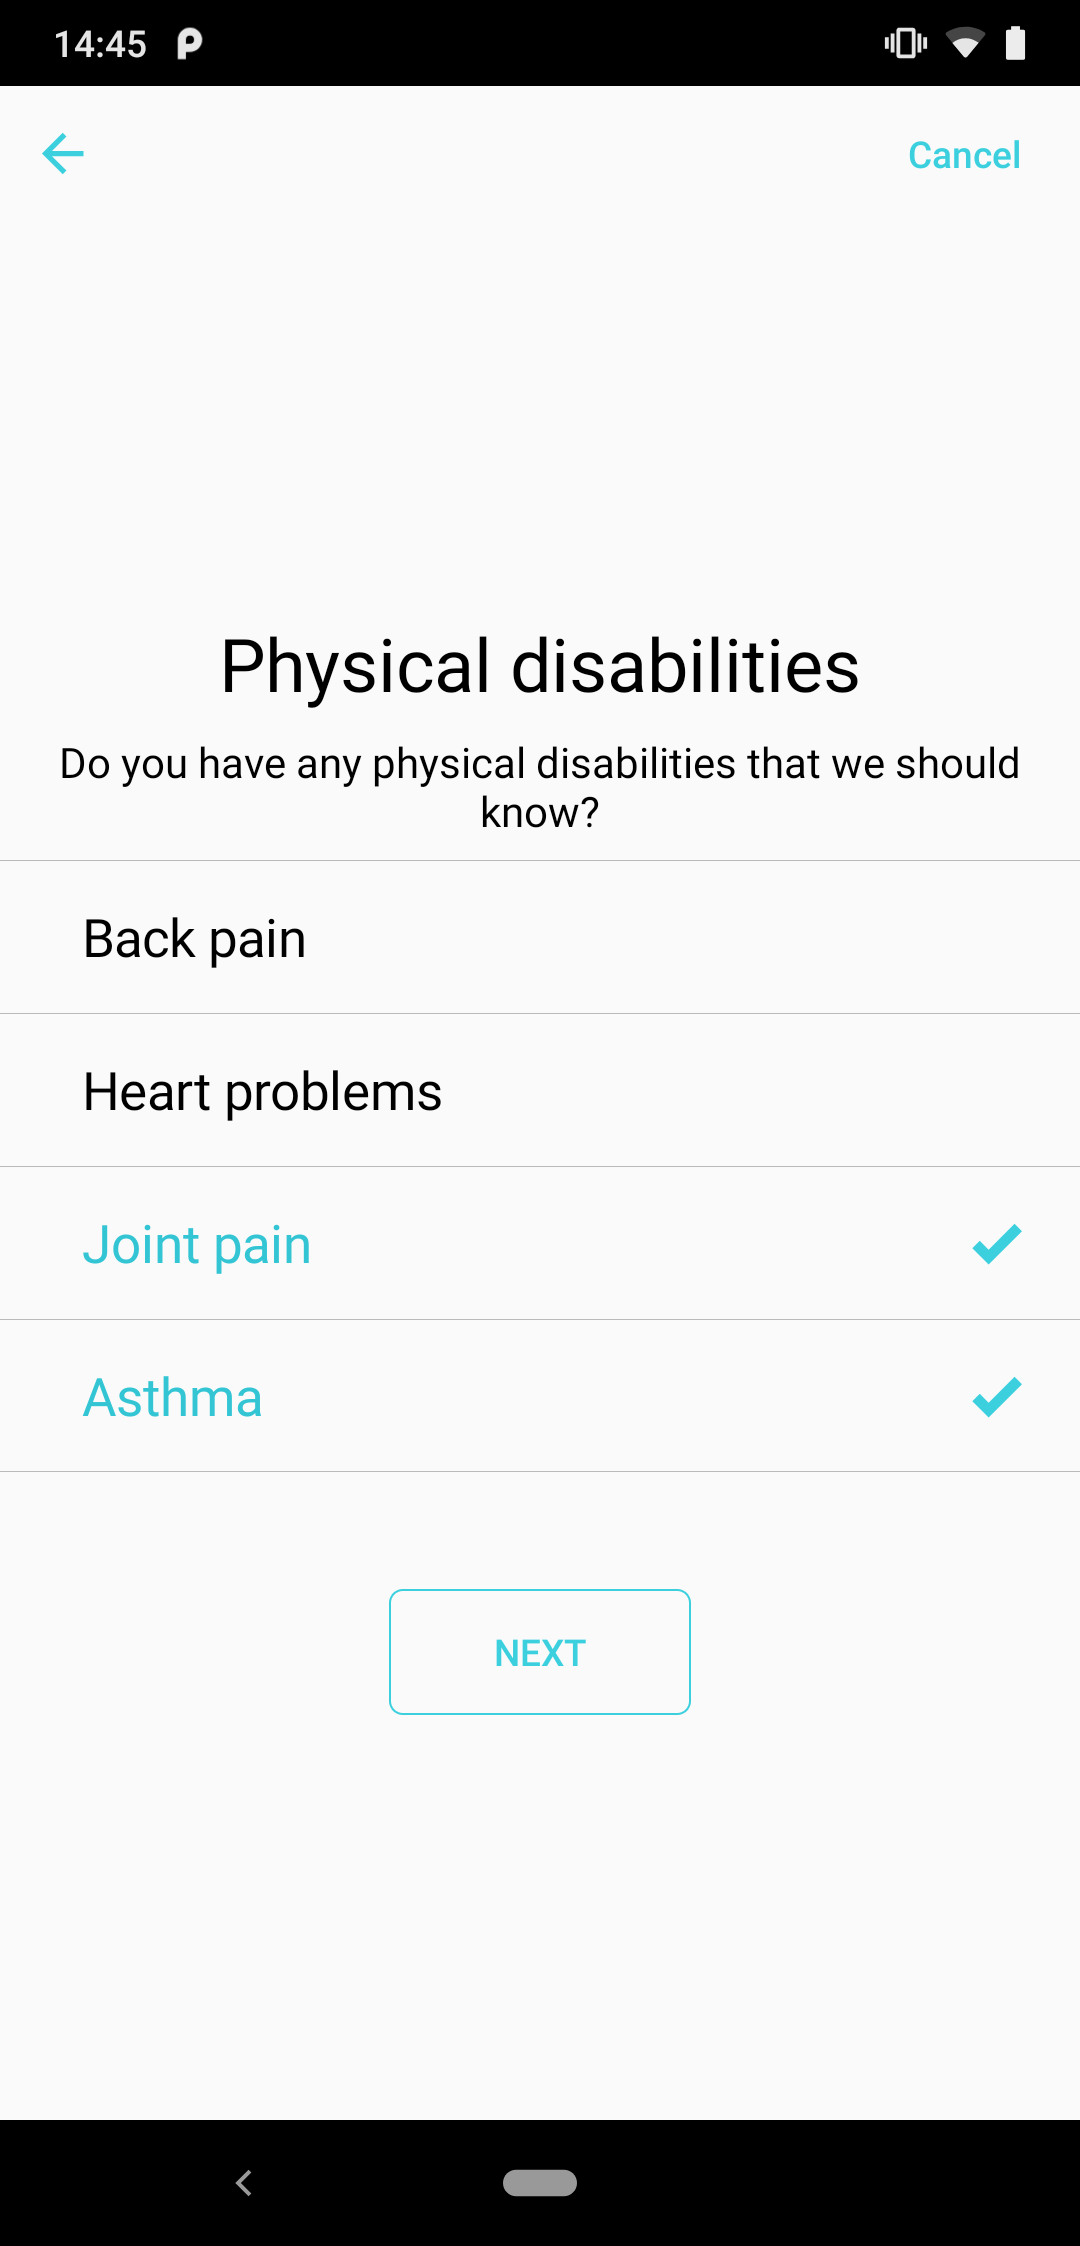 14:45
Cancel
Physical disabilities
Do you have any physical disabilities that we should
know?
Back pain
Heart problems
Joint pain
Asthma
NEXT